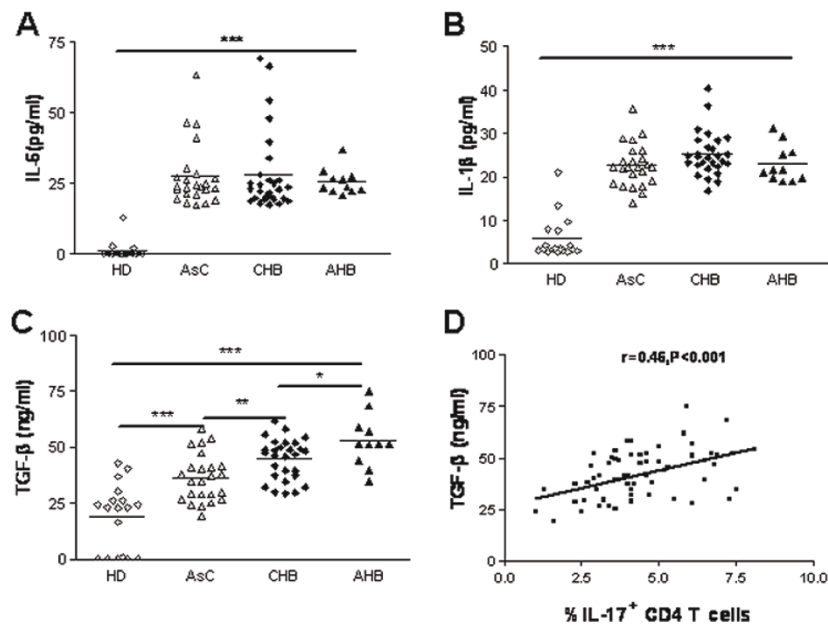 A
***
IL-6(pg/ml)
75
50
25
0
HD AsC CHB AHB
B
***
IL-1β (pg/ml)
50
40
30
20
10
0
HD AsC CHB AHB
C
TGF-β (ng/ml)
100
75
50
25
0
***
*
*** **
HD AsC CHB AHB
D
r=0.46,P<0.001
TGF-β (ng/ml)
100
75
50
25
0
0.0 2.5 5.0 7.5 10.0
% IL-17+ CD4 T cells